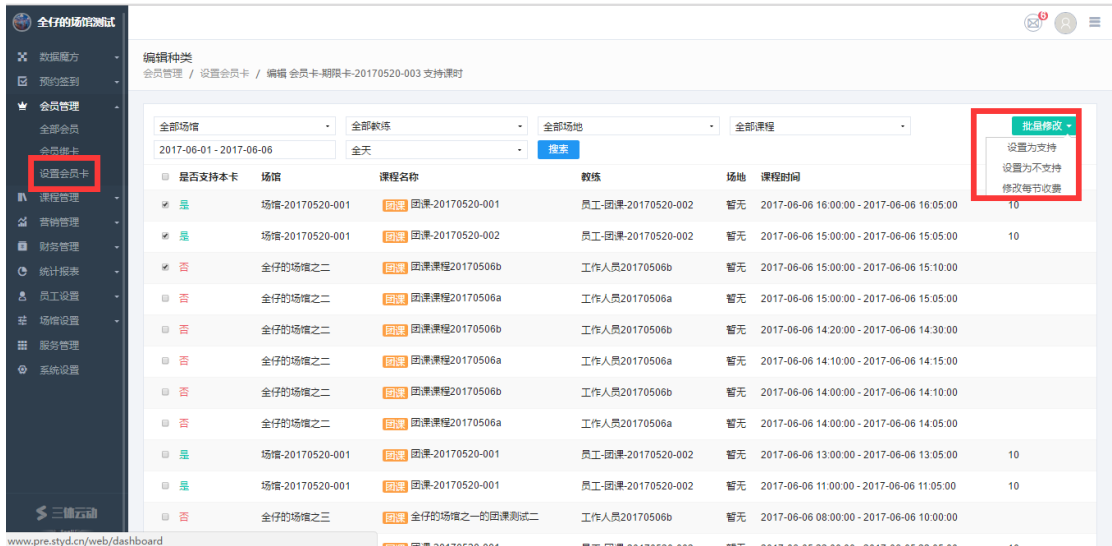 全仔的场馆测试
6
数据魔方
预约签到
会员管理
全部会员
会员绑卡
设置会员卡
课程管理
营销管理
财务管理
统计报表
员工设置
场馆设置
服务管理
系统设置
三体云动
www.pre.styd.cn/web/dashboard
编辑种类
会员管理 / 设置会员卡 / 编辑 会员卡-期限卡-20170520-003 支持课时
全部场馆 全部教练 全部场地 全部课程 批量修改
2017-06-01 - 2017-06-06 全天 搜索
设置为支持
设置为不支持
修改每节收费
是否支持本卡 场馆 课程名称 教练 场地 课程时间
是 场馆-20170520-001 团课 团课-20170520-001 员工-团课-20170520-002 暂无 2017-06-06 16:00:00 - 2017-06-06 16:05:00 10
是 场馆-20170520-001 团课 团课-20170520-002 员工-团课-20170520-002 暂无 2017-06-06 15:00:00 - 2017-06-06 15:05:00 10
否 全仔的场馆之二 团课 团课课程20170506b 工作人员20170506b 暂无 2017-06-06 15:00:00 - 2017-06-06 15:10:00
否 全仔的场馆之二 团课 团课课程20170506a 工作人员20170506a 暂无 2017-06-06 15:00:00 - 2017-06-06 15:05:00
否 全仔的场馆之二 团课 团课课程20170506b 工作人员20170506b 暂无 2017-06-06 14:20:00 - 2017-06-06 14:30:00
否 全仔的场馆之二 团课 团课课程20170506a 工作人员20170506a 暂无 2017-06-06 14:10:00 - 2017-06-06 14:15:00
否 全仔的场馆之二 团课 团课课程20170506b 工作人员20170506b 暂无 2017-06-06 14:00:00 - 2017-06-06 14:10:00
否 全仔的场馆之二 团课 团课课程20170506a 工作人员20170506a 暂无 2017-06-06 14:00:00 - 2017-06-06 14:05:00
是 场馆-20170520-001 团课 团课-20170520-001 员工-团课-20170520-002 暂无 2017-06-06 13:00:00 - 2017-06-06 13:05:00 10
是 场馆-20170520-001 团课 团课-20170520-001 员工-团课-20170520-002 暂无 2017-06-06 11:00:00 - 2017-06-06 11:05:00 10
否 全仔的场馆之三 团课 全仔的场馆之一的团课测试二 工作人员20170506b 暂无 2017-06-06 08:00:00 - 2017-06-06 10:00:00